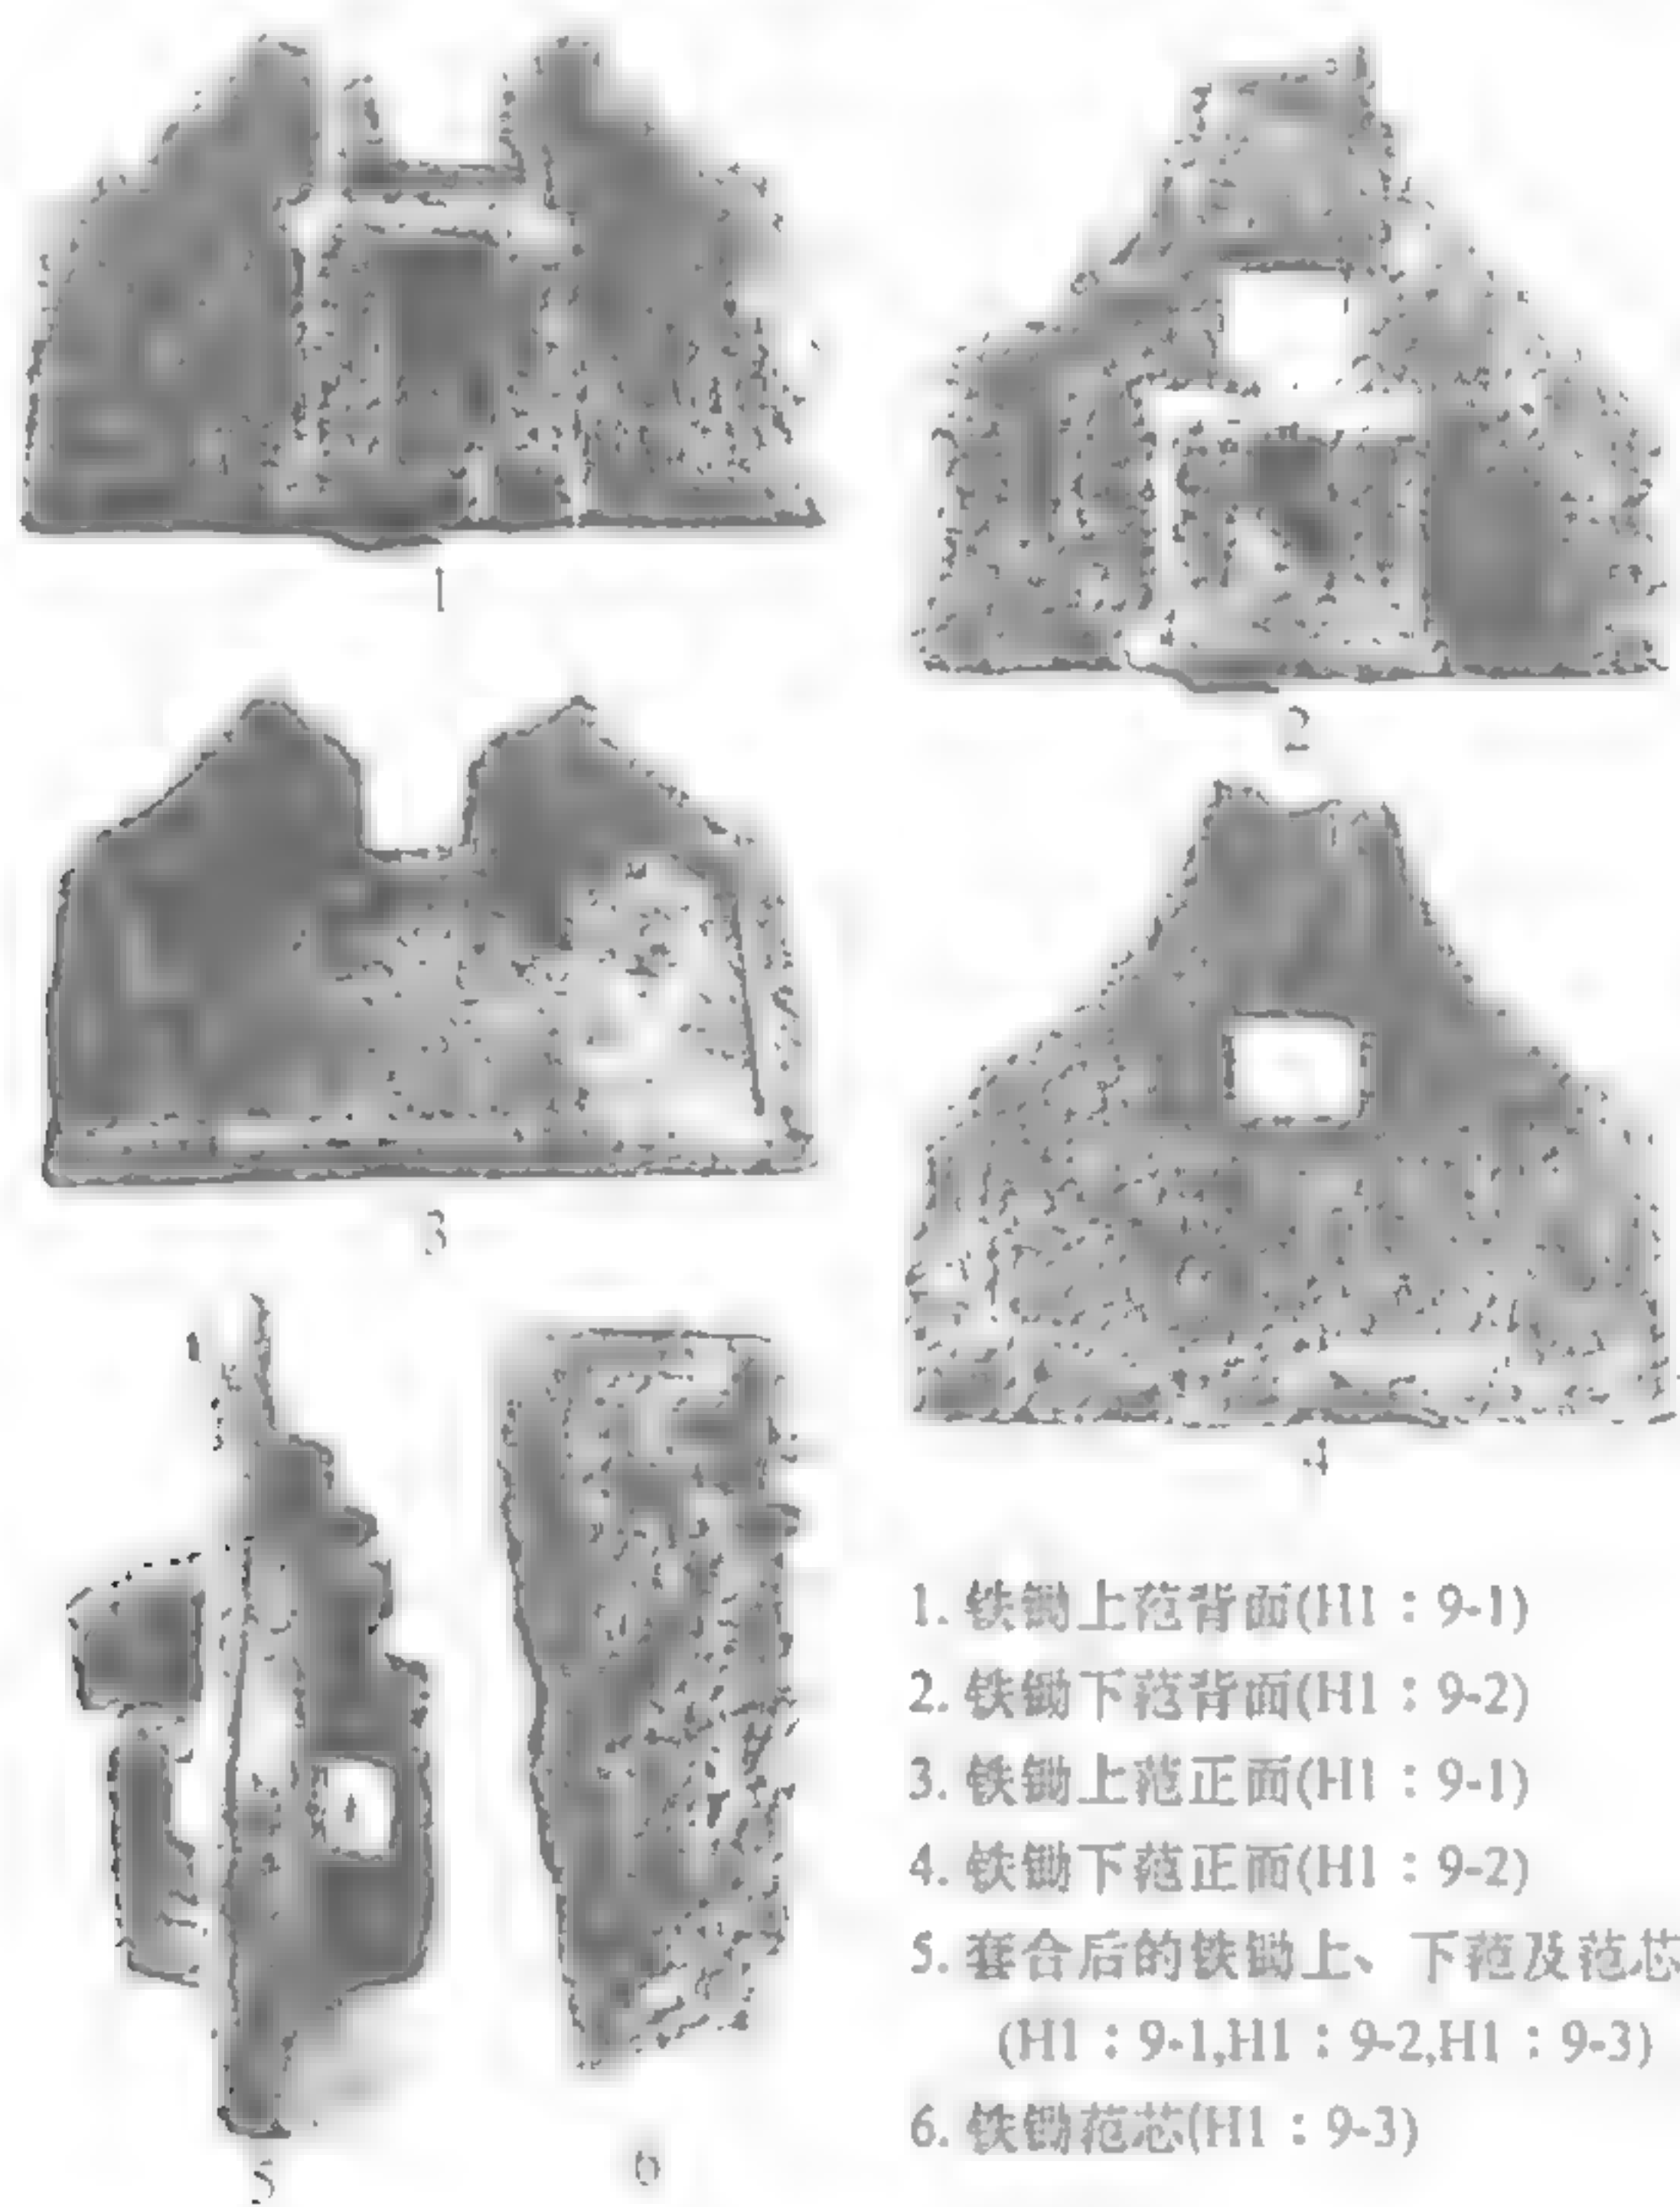 1
2
3
4
5
6
1. 铁锄上范背面(H1：9-1)
2. 铁锄下范背面(H1：9-2)
3. 铁锄上范正面(H1：9-1)
4. 铁锄下范正面(H1：9-2)
5. 套合后的铁锄上、下范及范芯
(H1：9-1,H1：9-2,H1：9-3)
6. 铁锄范芯(H1：9-3)